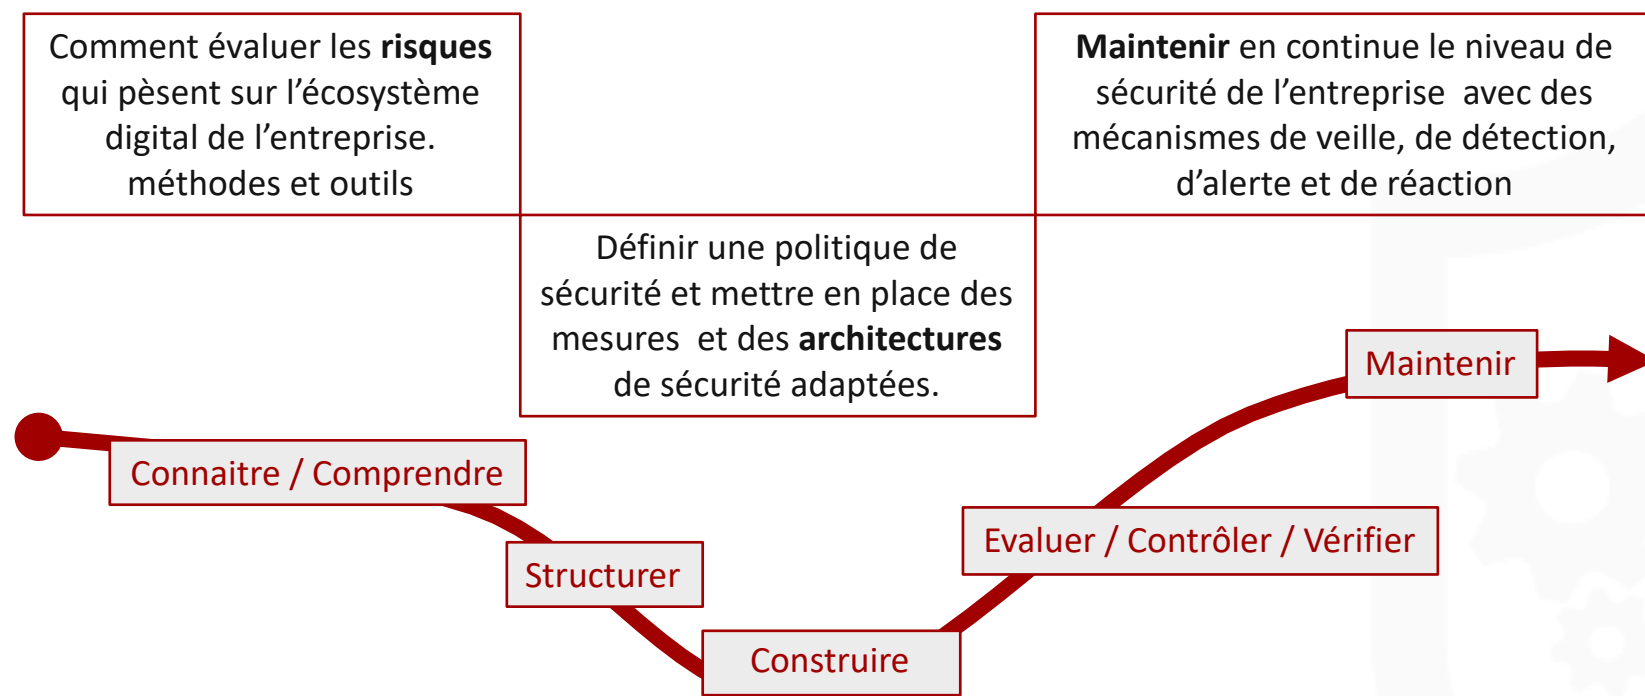 Comment évaluer les risques
qui pèsent sur l’écosystème
digital de l’entreprise.
méthodes et outils
Maintenir en continue le niveau de
sécurité de l’entreprise  avec des
mécanismes de veille, de détection,
d’alerte et de réaction
Définir une politique de
sécurité et mettre en place des
mesures  et des architectures
de sécurité adaptées.
Connaitre / Comprendre
Structurer
Construire
Evaluer / Contrôler / Vérifier
Maintenir